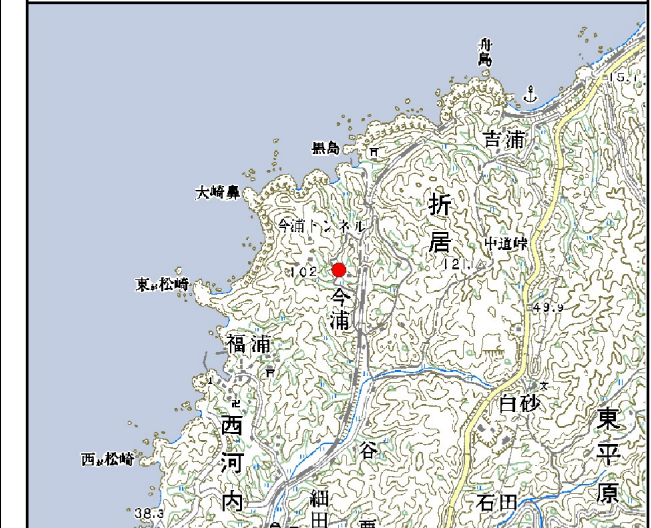 舟島
15.1
吉浦
黒島
大崎鼻
折居
今浦トンネル
中道峠
102
121
東ヶ松崎
今浦
49.9
福浦
白砂
西河内
東平原
谷
西ヶ松崎
38.3
細田
石田